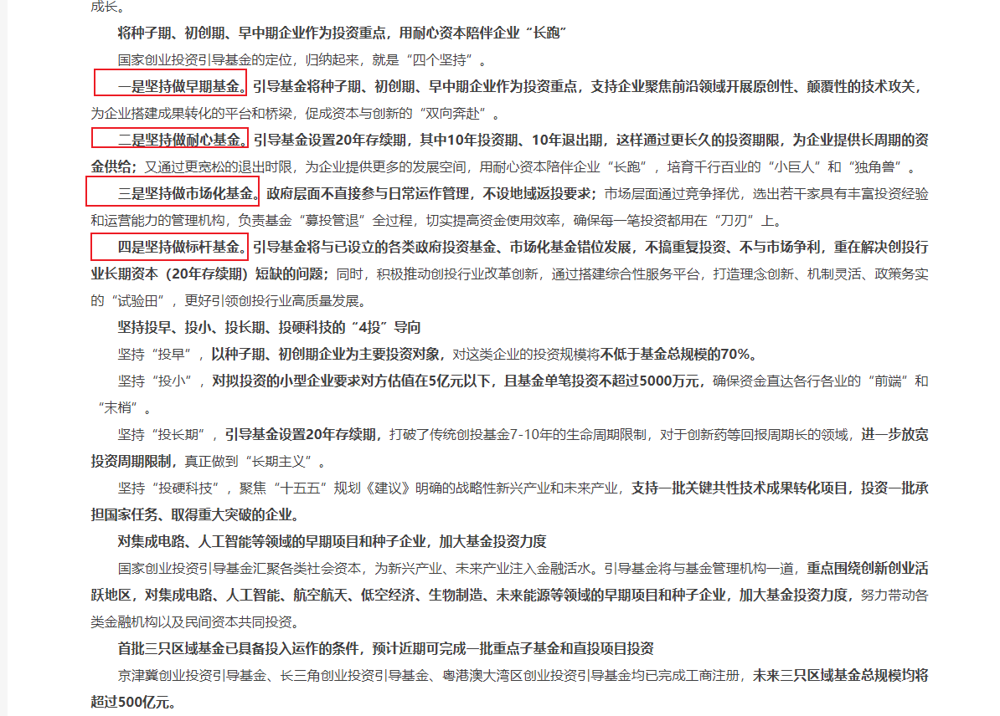 成长。
将种子期、初创期、早中期企业作为投资重点，用耐心资本陪伴企业“长跑”
国家创业投资引导基金的定位，归纳起来，就是“四个坚持”。
一是坚持做早期基金。引导基金将种子期、初创期、早中期企业作为投资重点，支持企业聚焦前沿领域开展原创性、颠覆性的技术攻关，
为企业搭建成果转化的平台和桥梁，促成资本与创新的“双向奔赴”。
二是坚持做耐心基金。引导基金设置20年存续期，其中10年投资期、10年退出期，这样通过更长久的投资期限，为企业提供长周期的资
金供给；又通过更宽松的退出时限，为企业提供更多的发展空间，用耐心资本陪伴企业“长跑”，培育千行百业的“小巨人”和“独角兽”。
三是坚持做市场化基金。政府层面不直接参与日常运作管理，不设地域返投要求；市场层面通过竞争择优，选出若干家具有丰富投资经验
和运营能力的管理机构，负责基金“募投管退”全过程，切实提高资金使用效率，确保每一笔投资都用在“刀刃”上。
四是坚持做标杆基金。引导基金将与已设立的各类政府投资基金、市场化基金错位发展，不搞重复投资、不与市场争利，重在解决创投行
业长期资本（20年存续期）短缺的问题；同时，积极推动创投行业改革创新，通过搭建综合性服务平台，打造理念创新、机制灵活、政策务实
的“试验田”，更好引领创投行业高质量发展。
坚持投早、投小、投长期、投硬科技的“4投”导向
坚持“投早”，以种子期、初创期企业为主要投资对象，对这类企业的投资规模将不低于基金总规模的70%。
坚持“投小”，对拟投资的小型企业要求对方估值在5亿元以下，且基金单笔投资不超过5000万元，确保资金直达各行各业的“前端”和
“末梢”。
坚持“投长期”，引导基金设置20年存续期，打破了传统创投基金7-10年的生命周期限制，对于创新药等回报周期长的领域，进一步放宽
投资周期限制，真正做到“长期主义”。
坚持“投硬科技”，聚焦“十五五”规划《建议》明确的战略性新兴产业和未来产业，支持一批关键共性技术成果转化项目，投资一批承
担国家任务、取得重大突破的企业。
对集成电路、人工智能等领域的早期项目和种子企业，加大基金投资力度
国家创业投资引导基金汇聚各类社会资本，为新兴产业、未来产业注入金融活水。引导基金将与基金管理机构一道，重点围绕创新创业活
跃地区，对集成电路、人工智能、航空航天、低空经济、生物制造、未来能源等领域的早期项目和种子企业，加大基金投资力度，努力带动各
类金融机构以及民间资本共同投资。
首批三只区域基金已具备投入运作的条件，预计近期可完成一批重点子基金和直投项目投资
京津冀创业投资引导基金、长三角创业投资引导基金、粤港澳大湾区创业投资引导基金均已完成工商注册，未来三只区域基金总规模均将
超过500亿元。